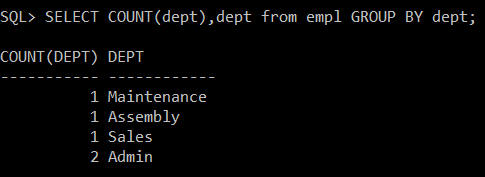 SQL> SELECT COUNT(dept),dept from empl GROUP BY dept;
COUNT(DEPT) DEPT
----------- ------------
1 Maintenance
1 Assembly
1 Sales
2 Admin